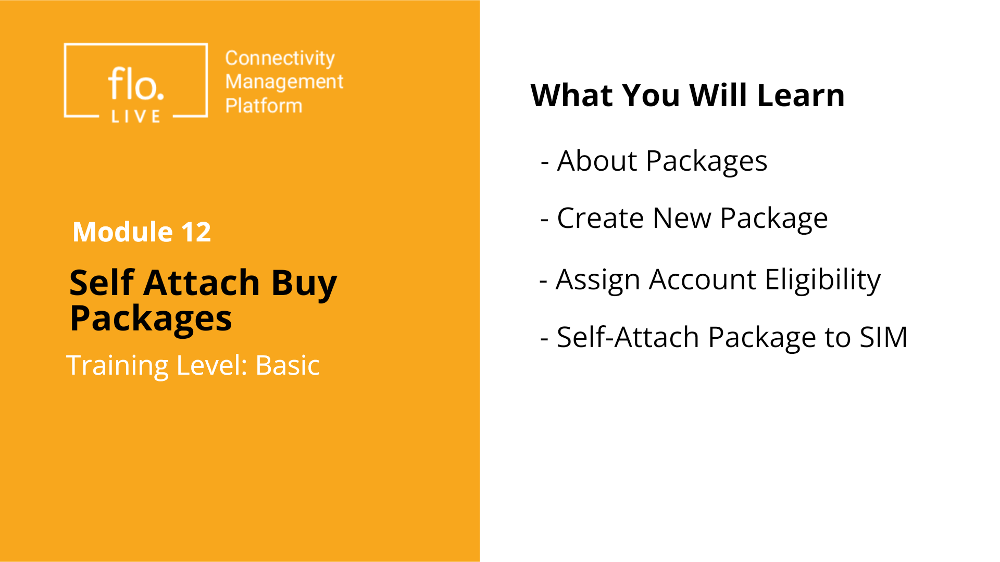 flo.
LIVE
Connectivity
Management
Platform
Module 12
Self Attach Buy
Packages
Training Level: Basic
What You Will Learn
- About Packages
- Create New Package
- Assign Account Eligibility
- Self-Attach Package to SIM